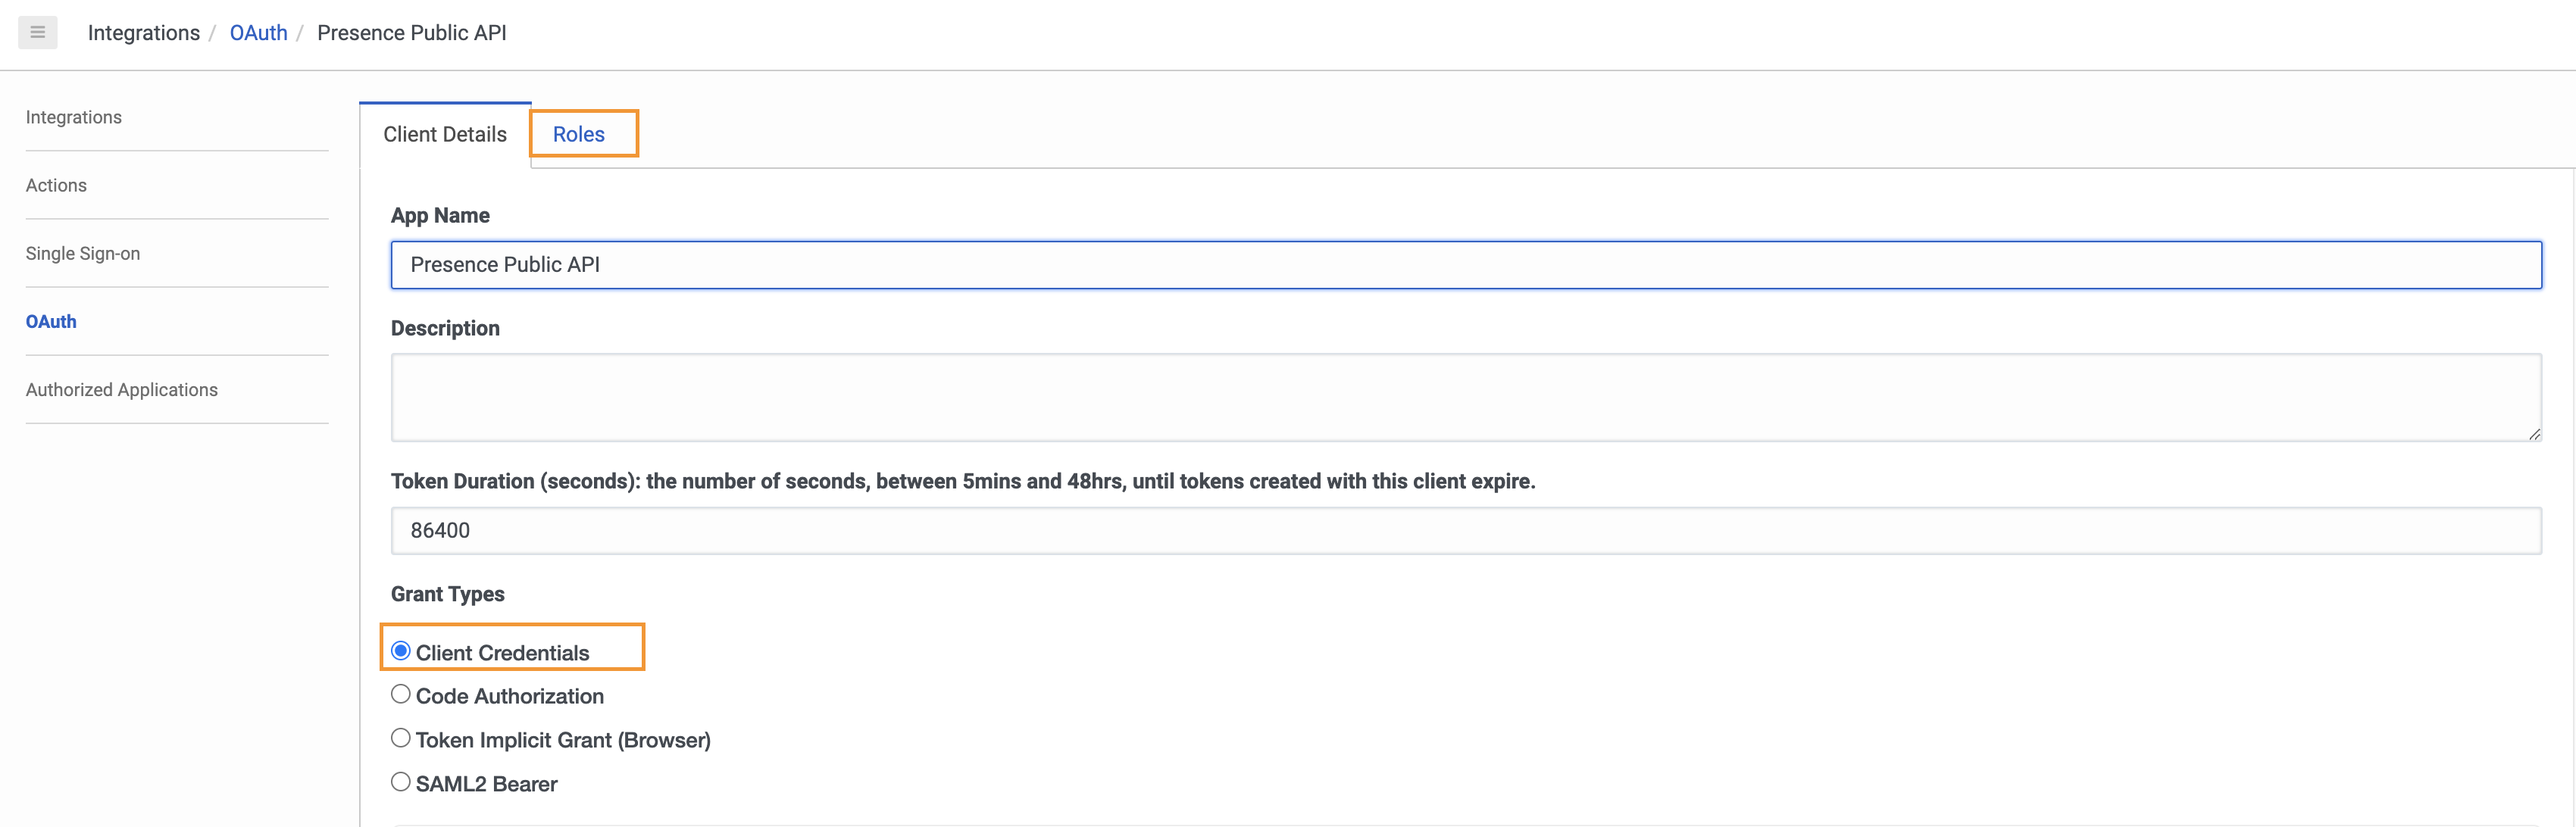 Integrations / OAuth / Presence Public API
Integrations
Actions
Single Sign-on
OAuth
Authorized Applications
Client Details
Roles
App Name
Presence Public API
Description
Token Duration (seconds): the number of seconds, between 5mins and 48hrs, until tokens created with this client expire.
86400
Grant Types
Client Credentials
Code Authorization
Token Implicit Grant (Browser)
SAML2 Bearer